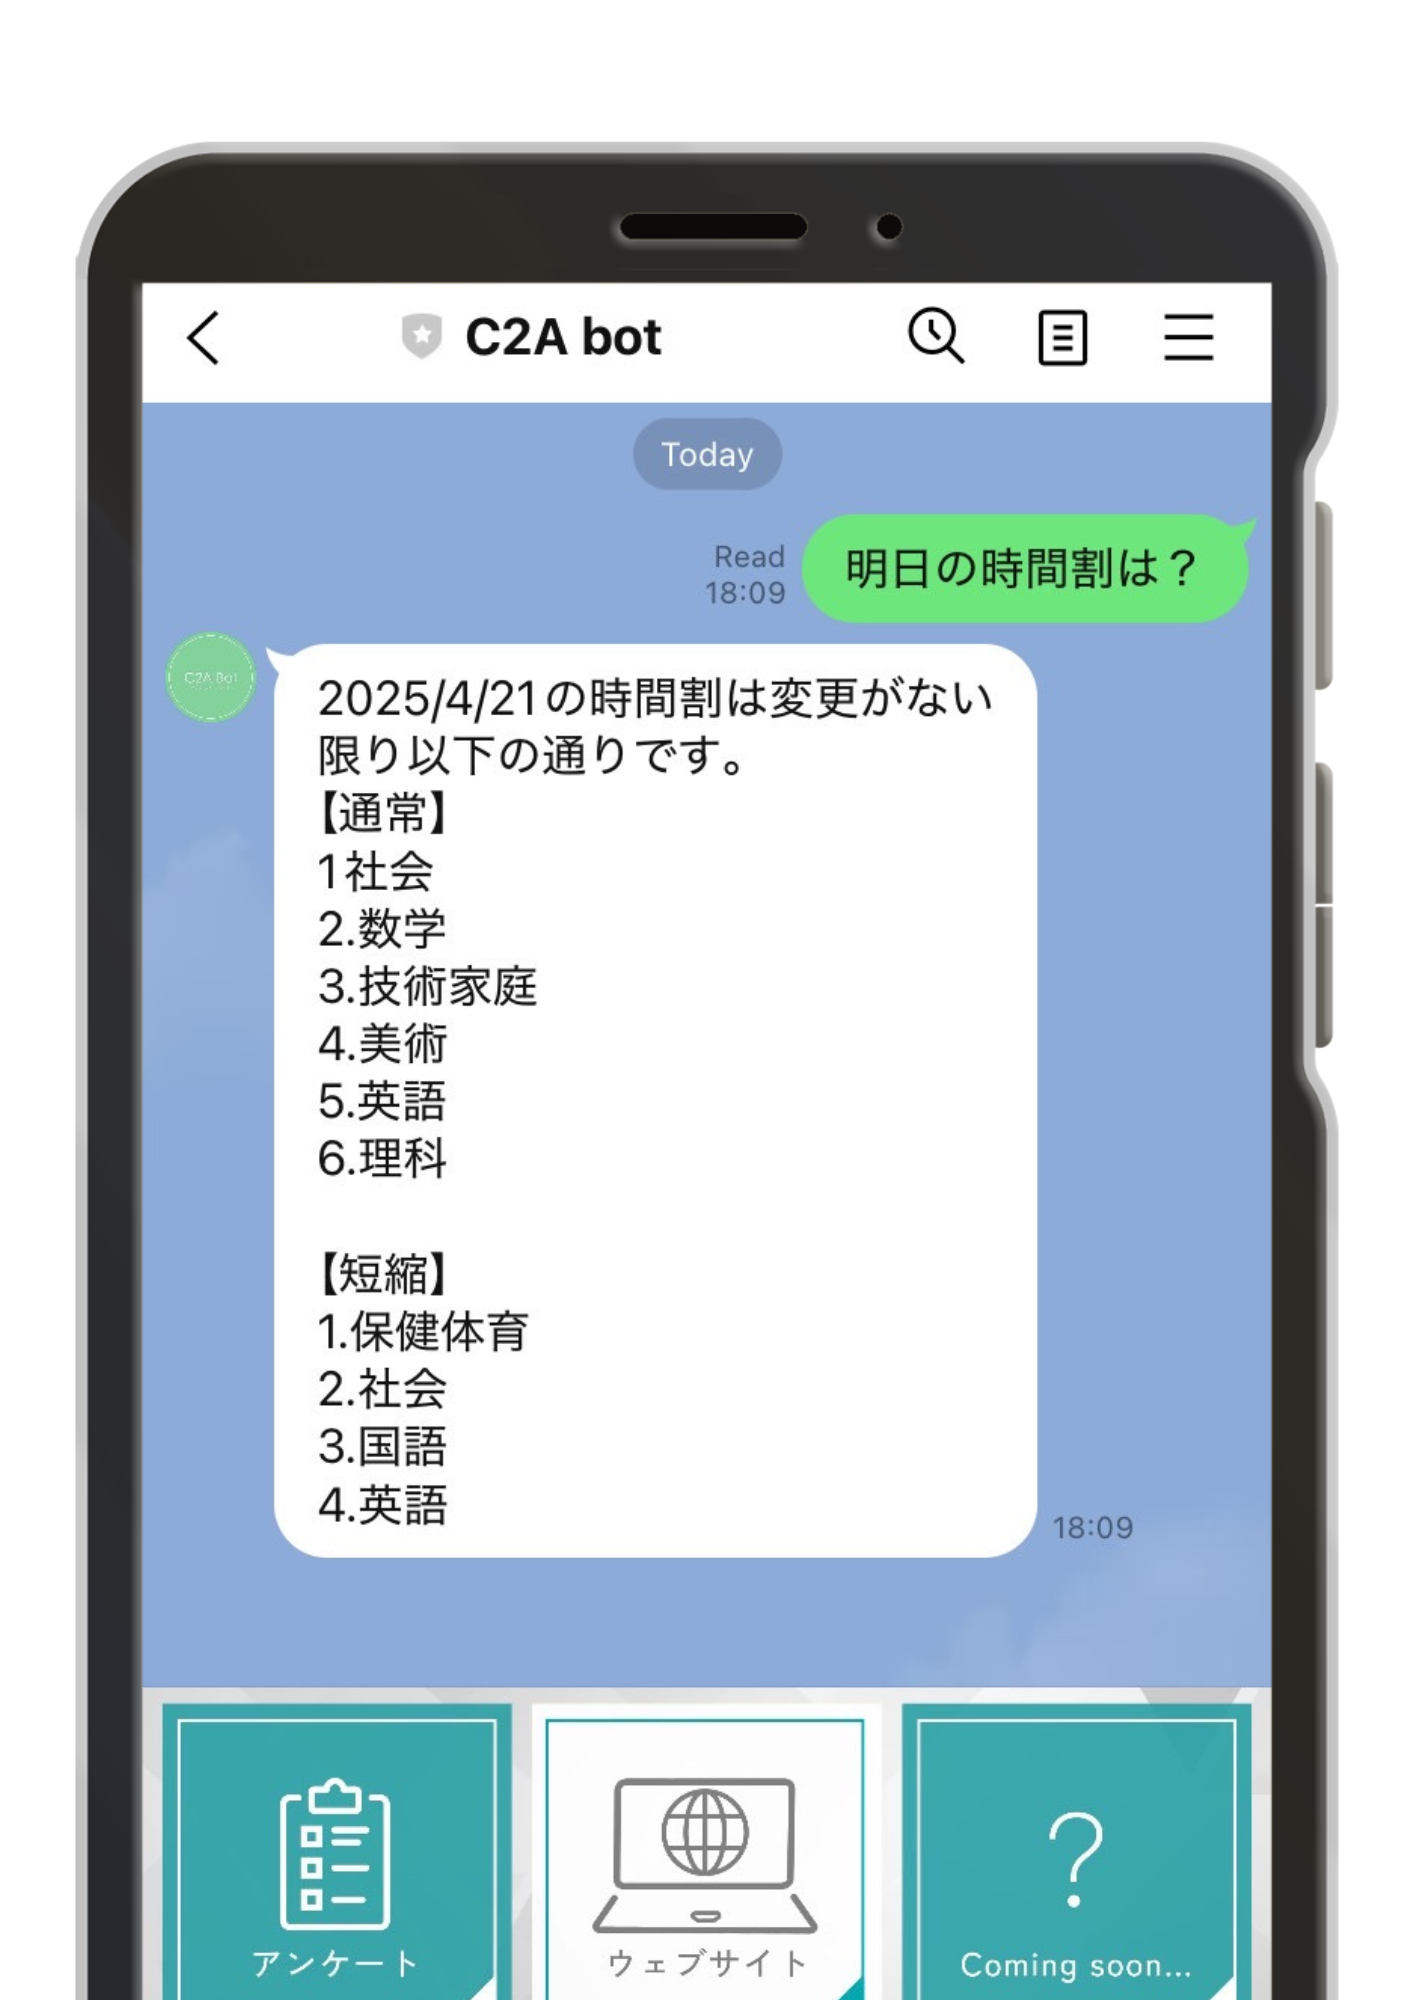 C2A bot
Today
明日の時間割は？
Read
18:09
C2A Bot
2025/4/21の時間割は変更がない
限り以下の通りです。
【通常】
1社会
2.数学
3.技術家庭
4.美術
5.英語
6.理科
【短縮】
1.保健体育
2.社会
3.国語
4.英語
18:09
アンケート
ウェブサイト
Coming soon...